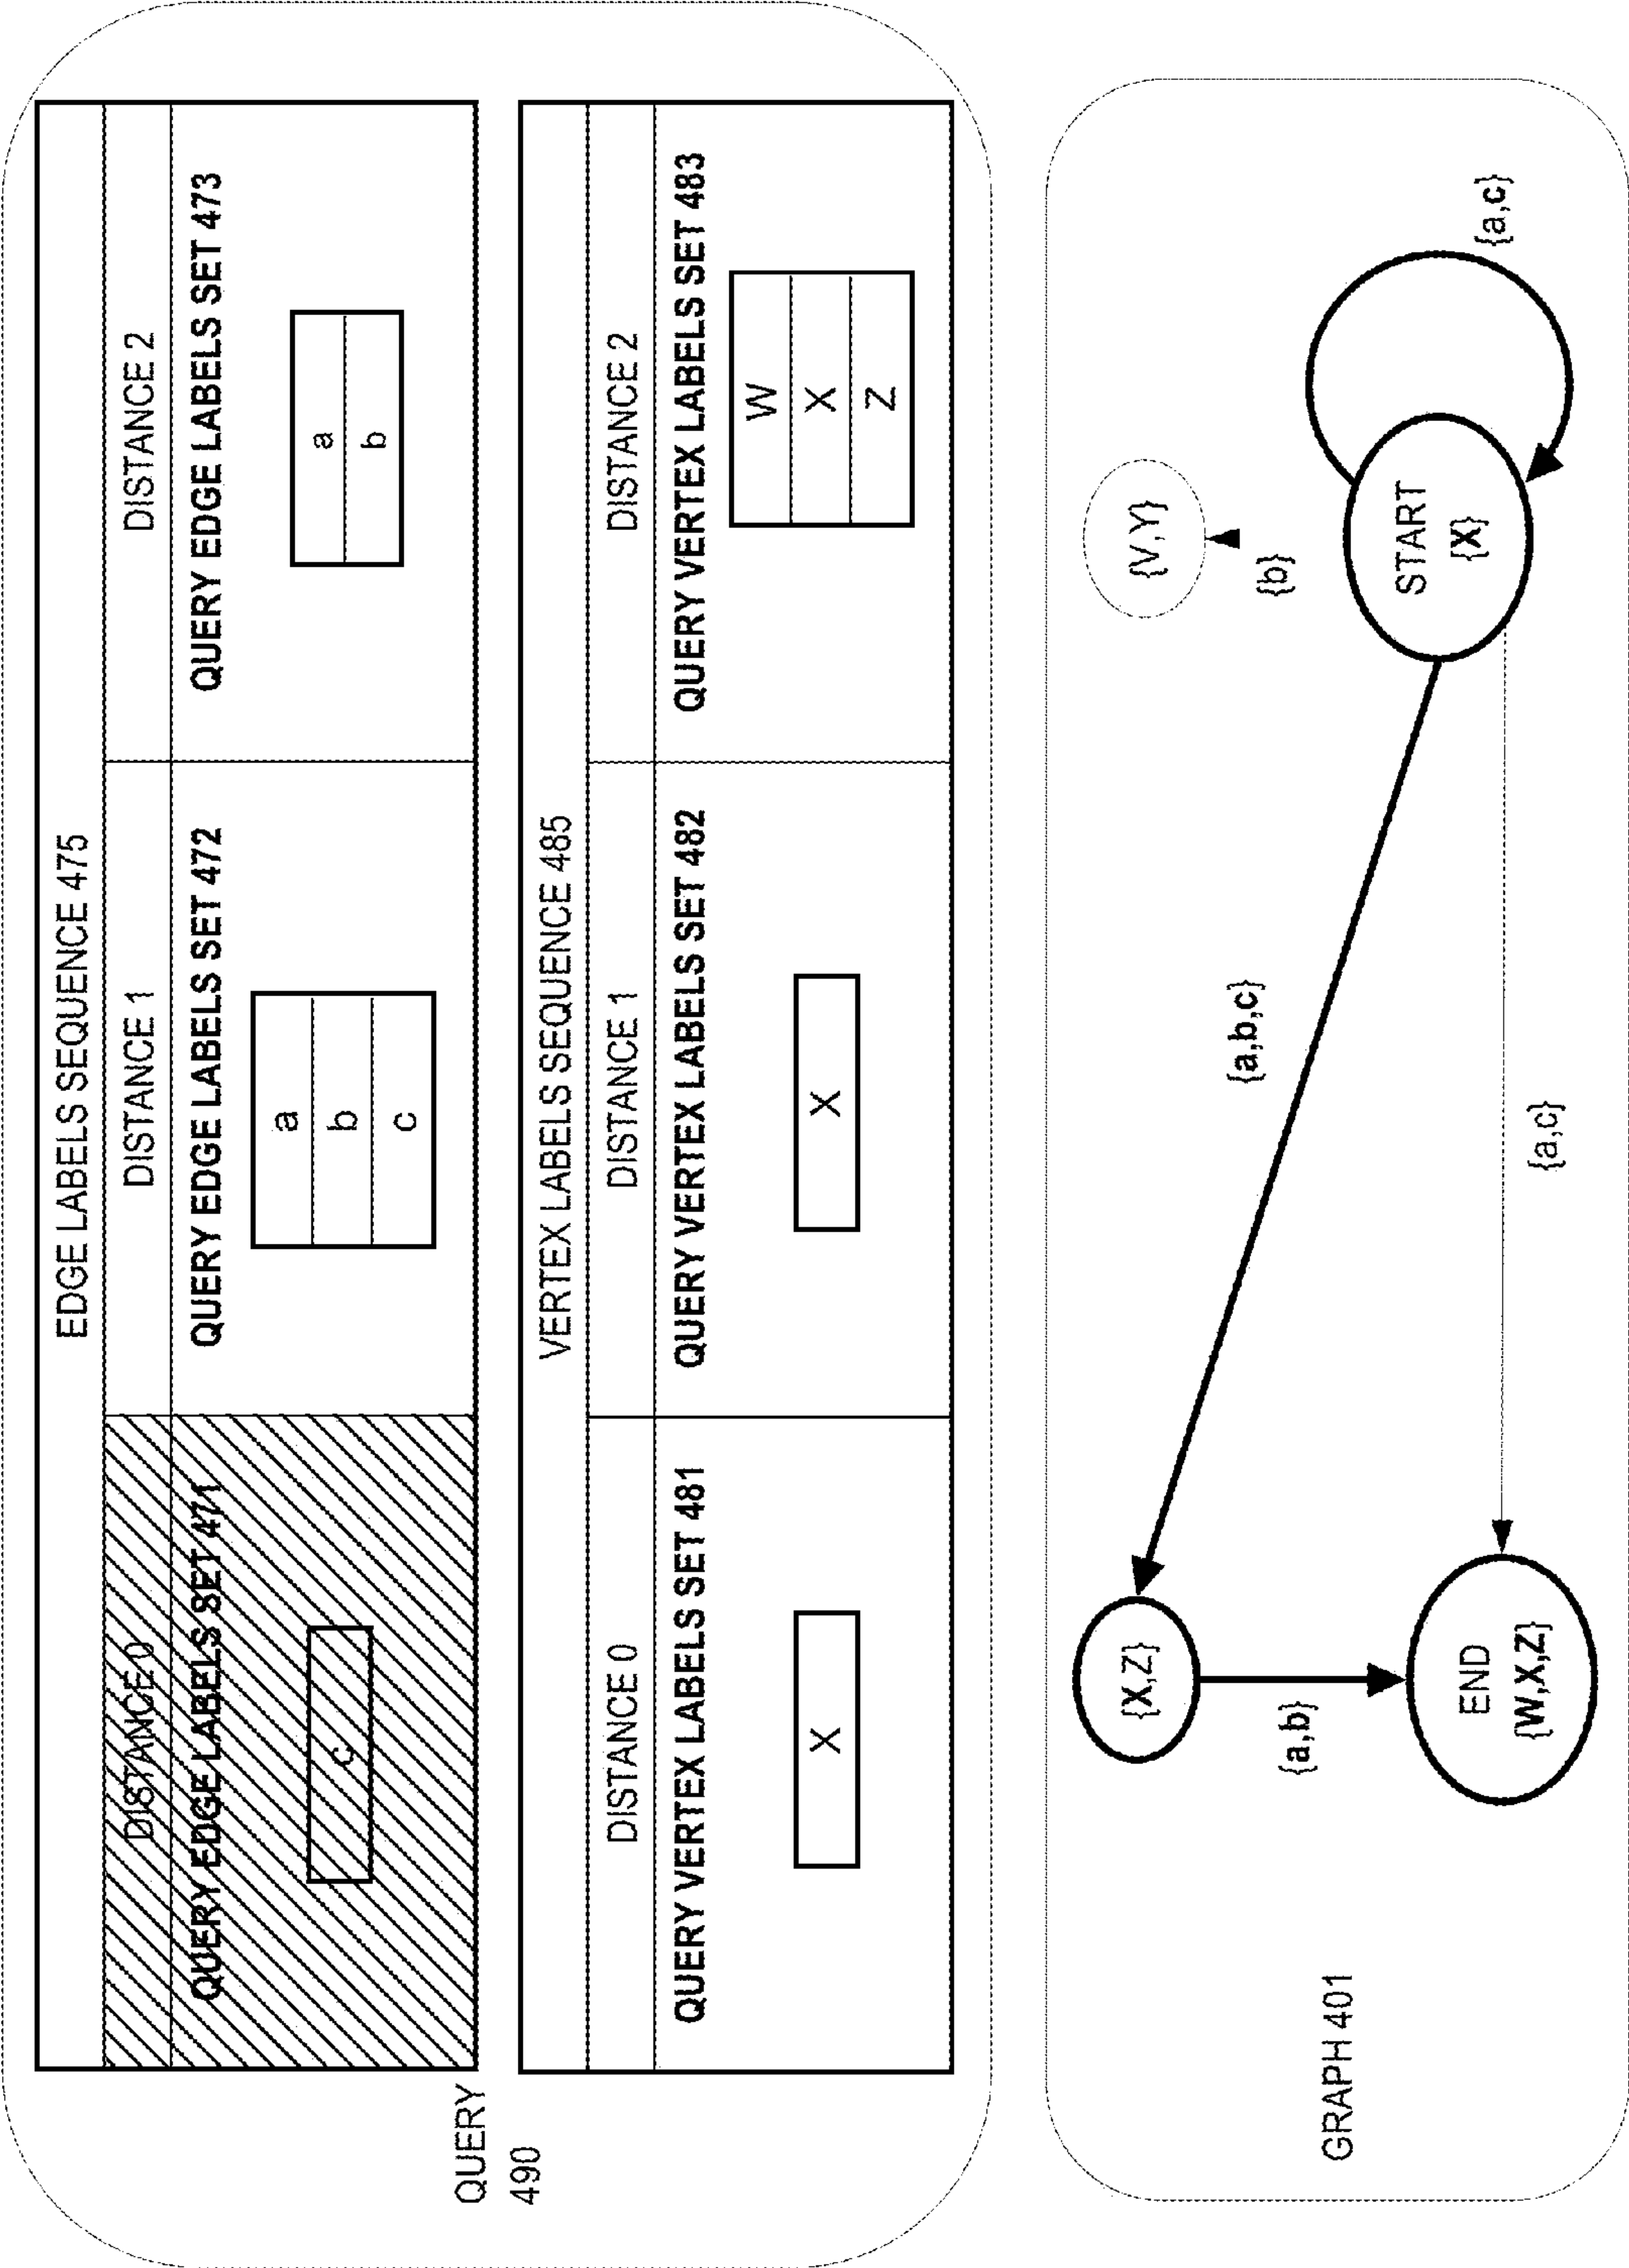 EDGE LABELS SEQUENCE 475
DISTANCE 0
DISTANCE 1
DISTANCE 2
QUERY EDGE LABELS SET 471
QUERY EDGE LABELS SET 472
QUERY EDGE LABELS SET 473
c
a
b
c
a
b
QUERY
490
VERTEX LABELS SEQUENCE 485
DISTANCE 0
DISTANCE 1
DISTANCE 2
QUERY VERTEX LABELS SET 481
QUERY VERTEX LABELS SET 482
QUERY VERTEX LABELS SET 483
X
X
W
X
Z
{X,Z}
{a,b,c}
{V,Y}
{b}
{a,b}
START
{X}
{a,c}
END
{W,X,Z}
{a,c}
GRAPH 401